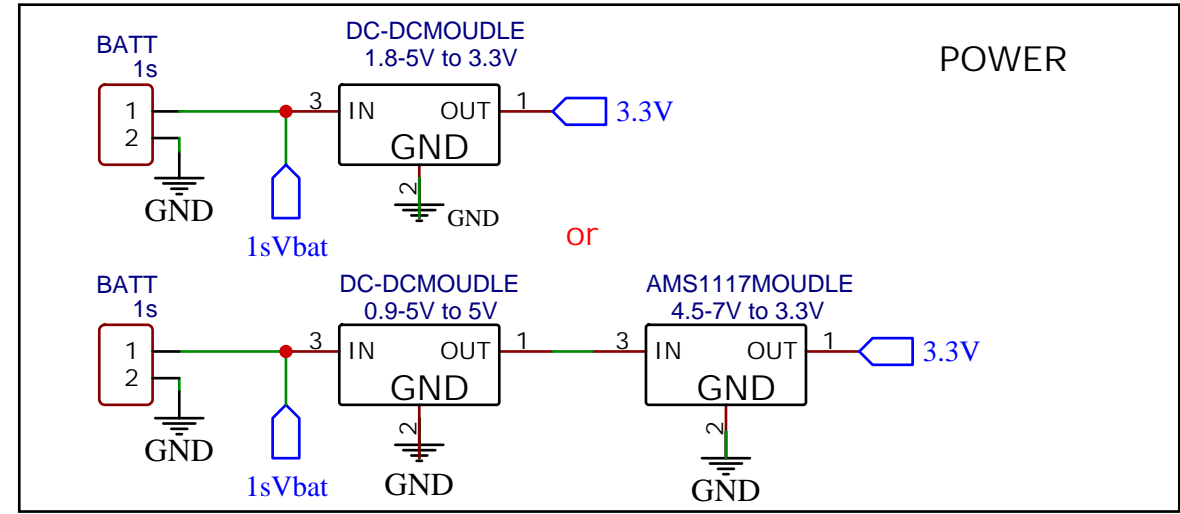 POWER
BATT
1s
1
2
GND
1sVbat
DC-DCMOUDLE
1.8-5V to 3.3V
3
IN
OUT
GND
1
2
GND
3.3V
or
BATT
1s
1
2
GND
1sVbat
DC-DCMOUDLE
0.9-5V to 5V
3
IN
OUT
GND
1
2
GND
AMS1117MOUDLE
4.5-7V to 3.3V
3
IN
OUT
GND
1
2
GND
3.3V